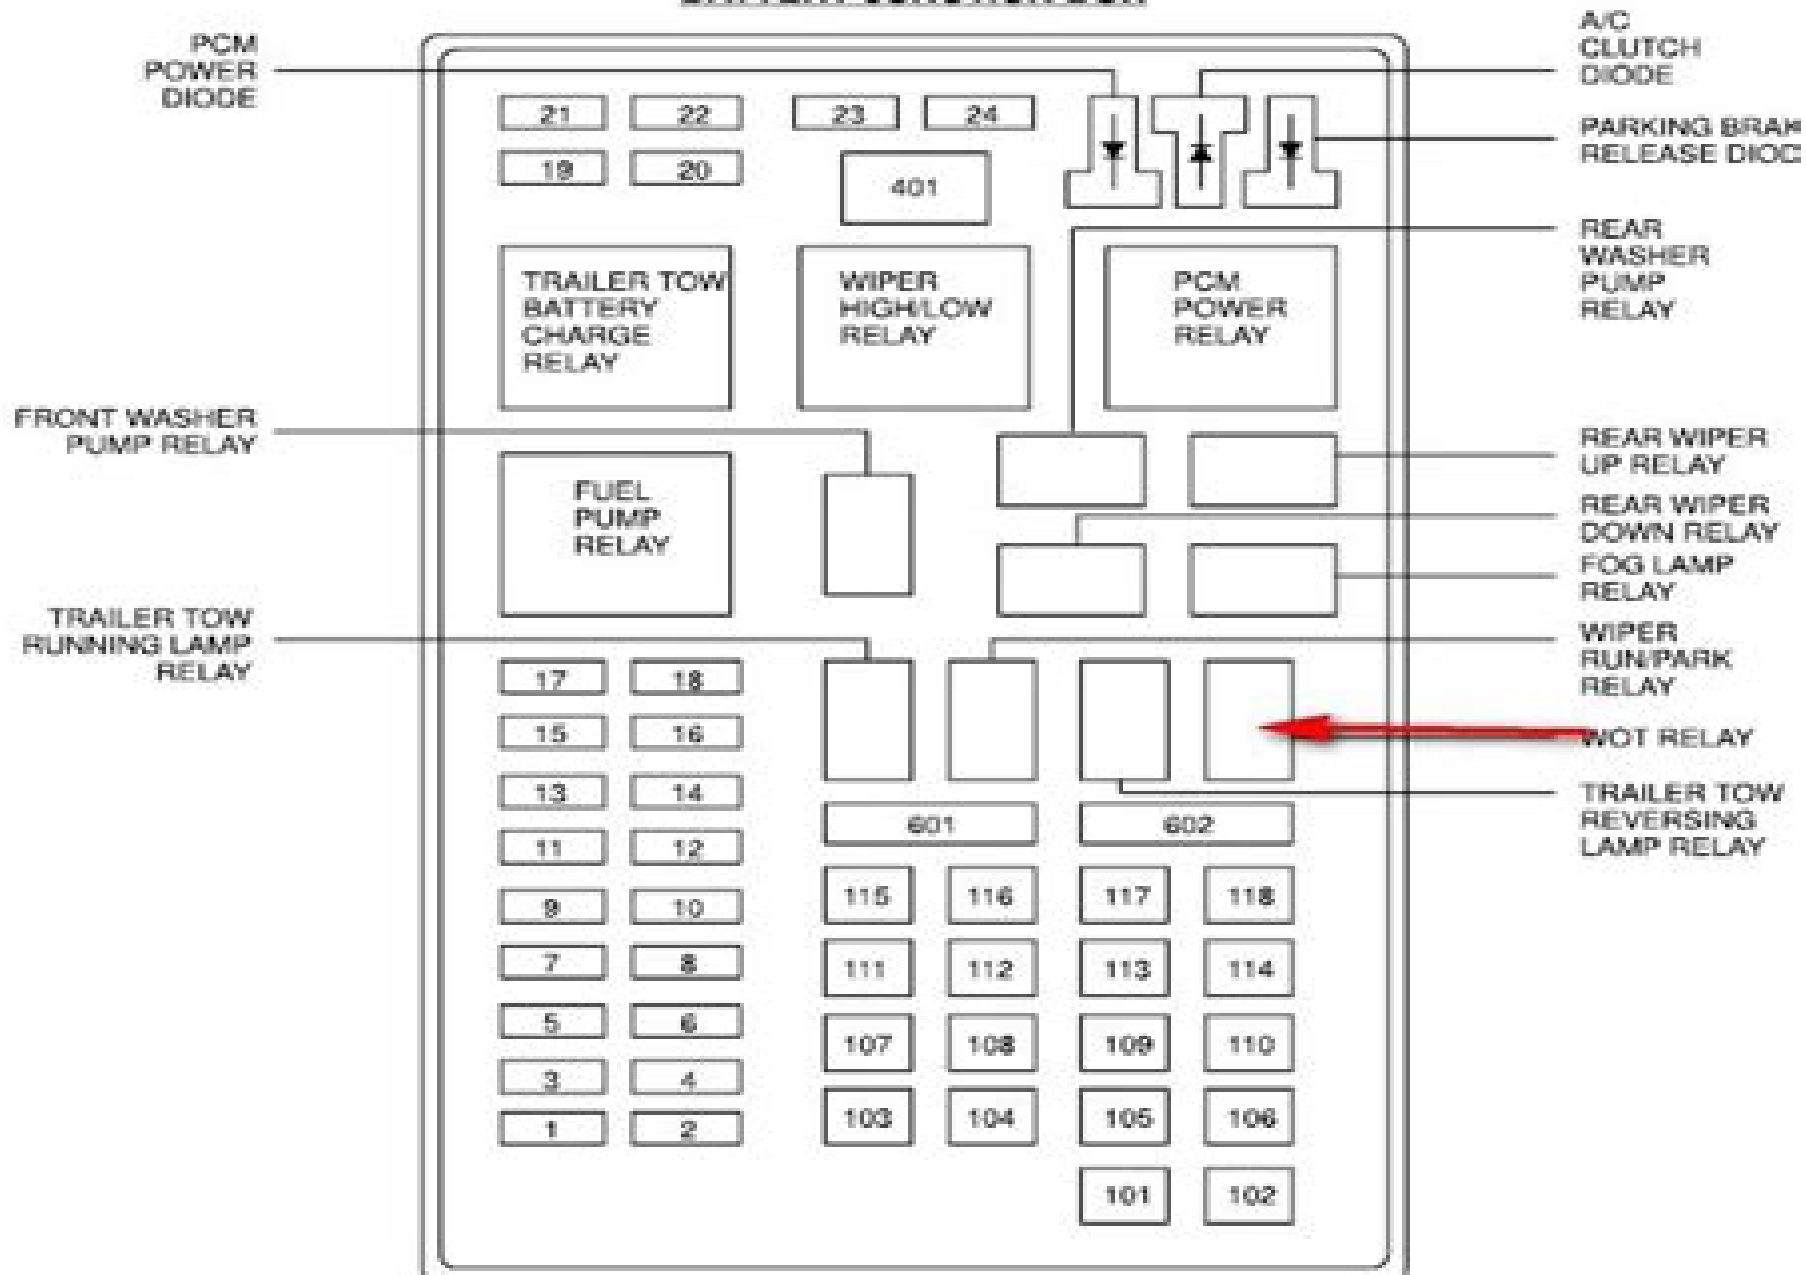 PCM
POWER
DIODE
A/C
CLUTCH
DIODE
21 22 23 24
PARKING BRAK
RELEASE DIOD
19 20
401
REAR
WASHER
PUMP
RELAY
TRAILER TOW
BATTERY
CHARGE
RELAY
WIPER
HIGH/LOW
RELAY
PCM
POWER
RELAY
FRONT WASHER
PUMP RELAY
REAR WIPER
UP RELAY
FUEL
PUMP
RELAY
REAR WIPER
DOWN RELAY
FOG LAMP
RELAY
TRAILER TOW
RUNNING LAMP
RELAY
WIPER
RUN/PARK
RELAY
17 18
15 16
WOT RELAY
13 14
TRAILER TOW
REVERSING
LAMP RELAY
601 602
11 12
115 116 117 118
9 10
7 8
111 112 113 114
5 6
107 108 109 110
3 4
103 104 105 106
1 2
101 102